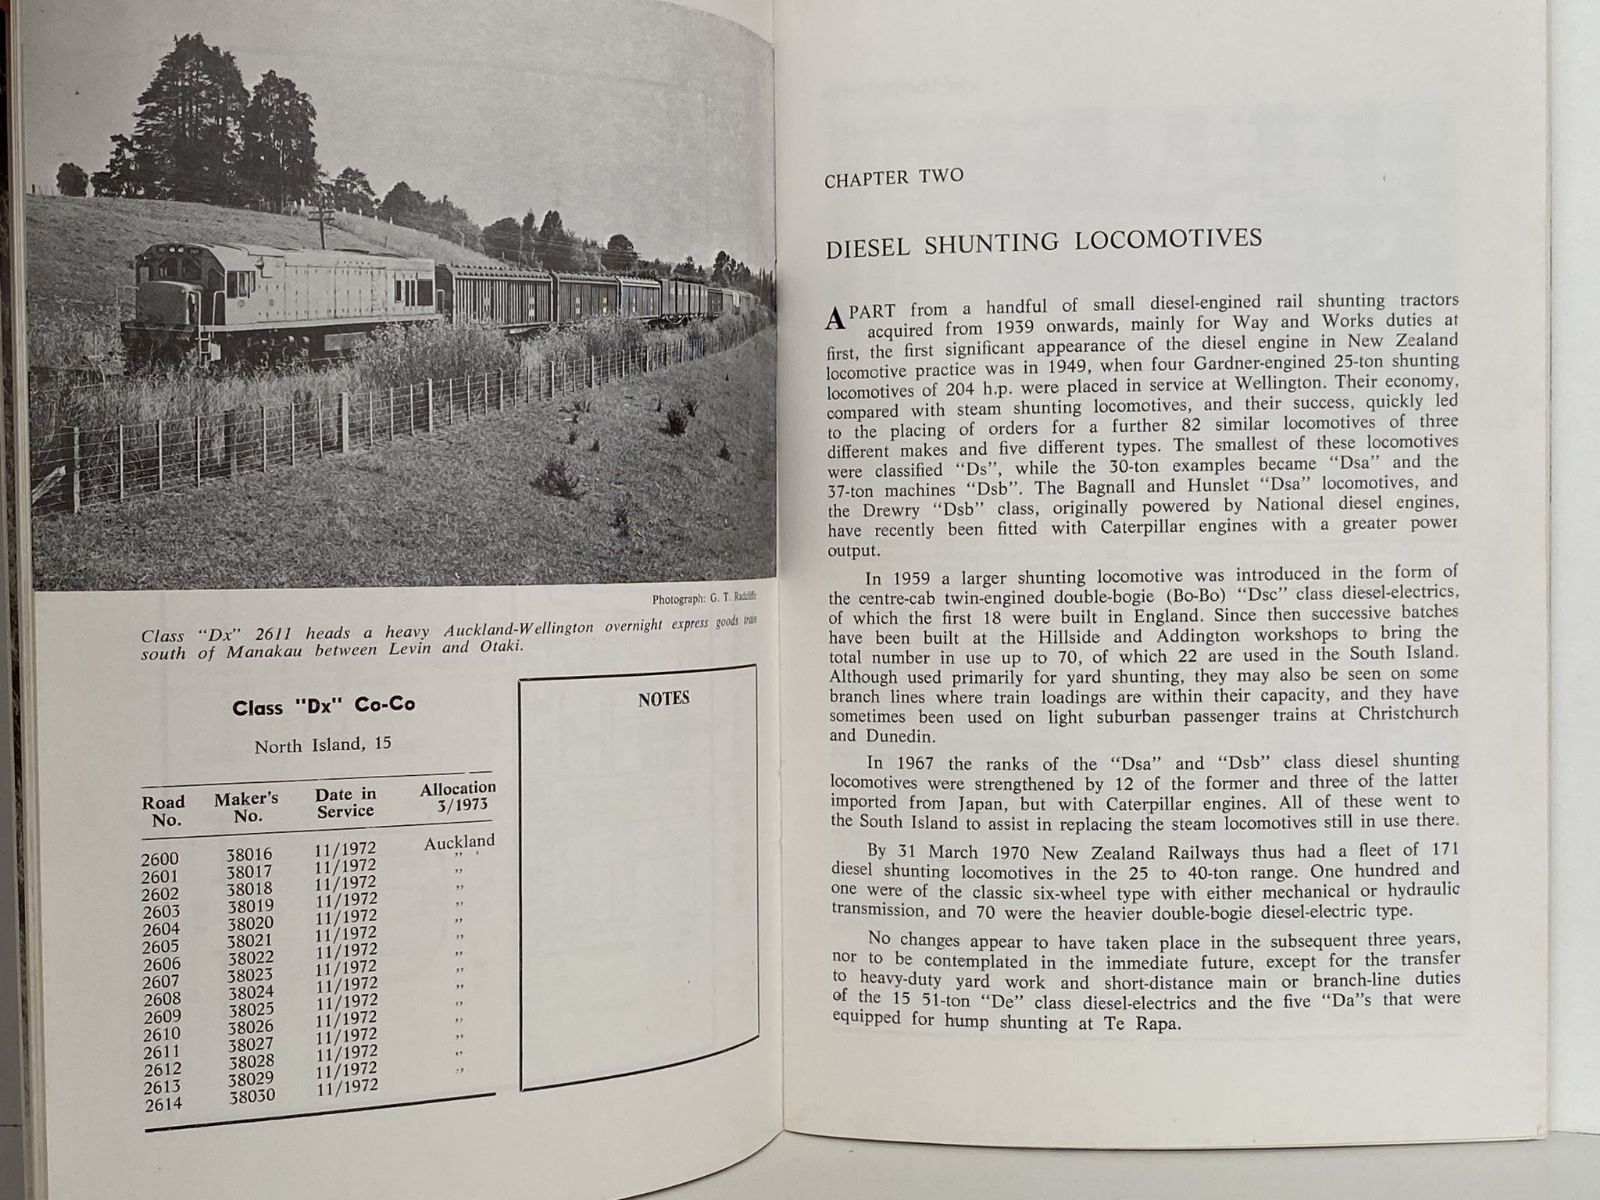 Photograph: G. T. Radcliffe
Class "Dx" 2611 heads a heavy Auckland-Wellington overnight express goods train
south of Manakau between Levin and Otaki.
Class "Dx" Co-Co
North Island, 15
Road No. Maker's No. Date in Service Allocation 3/1973
2600 38016 11/1972 Auckland
2601 38017 11/1972 ,,
2602 38018 11/1972 ,,
2603 38019 11/1972 ,,
2604 38020 11/1972 ,,
2605 38021 11/1972 ,,
2606 38022 11/1972 ,,
2607 38023 11/1972 ,,
2608 38024 11/1972 ,,
2609 38025 11/1972 ,,
2610 38026 11/1972 ,,
2611 38027 11/1972 ,,
2612 38028 11/1972 ,,
2613 38029 11/1972 ,,
2614 38030 11/1972
NOTES
CHAPTER TWO
DIESEL SHUNTING LOCOMOTIVES
APART from a handful of small diesel-engined rail shunting tractors
acquired from 1939 onwards, mainly for Way and Works duties at
first, the first significant appearance of the diesel engine in New Zealand
locomotive practice was in 1949, when four Gardner-engined 25-ton shunting
locomotives of 204 h.p. were placed in service at Wellington. Their economy,
compared with steam shunting locomotives, and their success, quickly led
to the placing of orders for a further 82 similar locomotives of three
different makes and five different types. The smallest of these locomotives
were classified "Ds", while the 30-ton examples became "Dsa" and the
37-ton machines "Dsb". The Bagnall and Hunslet "Dsa" locomotives, and
the Drewry "Dsb" class, originally powered by National diesel engines,
have recently been fitted with Caterpillar engines with a greater power
output.
In 1959 a larger shunting locomotive was introduced in the form of
the centre-cab twin-engined double-bogie (Bo-Bo) "Dsc" class diesel-electrics,
of which the first 18 were built in England. Since then successive batches
have been built at the Hillside and Addington workshops to bring the
total number in use up to 70, of which 22 are used in the South Island.
Although used primarily for yard shunting, they may also be seen on some
branch lines where train loadings are within their capacity, and they have
sometimes been used on light suburban passenger trains at Christchurch
and Dunedin.
In 1967 the ranks of the "Dsa" and "Dsb" class diesel shunting
locomotives were strengthened by 12 of the former and three of the latter
imported from Japan, but with Caterpillar engines. All of these went to
the South Island to assist in replacing the steam locomotives still in use there.
By 31 March 1970 New Zealand Railways thus had a fleet of 171
diesel shunting locomotives in the 25 to 40-ton range. One hundred and
one were of the classic six-wheel type with either mechanical or hydraulic
transmission, and 70 were the heavier double-bogie diesel-electric type.
No changes appear to have taken place in the subsequent three years,
nor to be contemplated in the immediate future, except for the transfer
to heavy-duty yard work and short-distance main or branch-line duties
of the 15 51-ton "De" class diesel-electrics and the five "Da"s that were
equipped for hump shunting at Te Rapa.